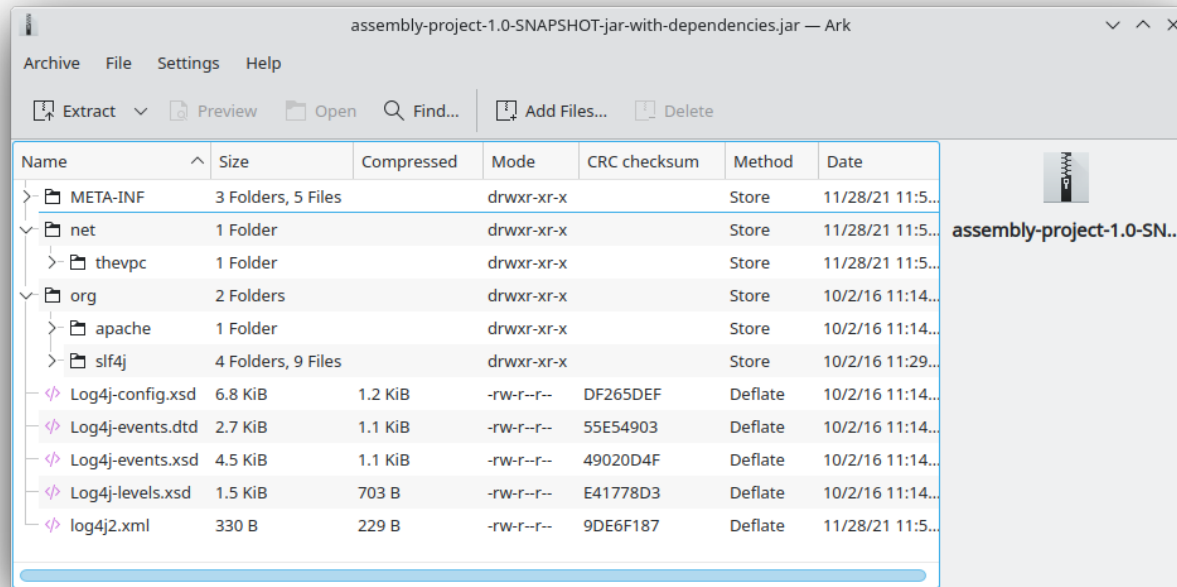 assembly-project-1.0-SNAPSHOT-jar-with-dependencies.jar — Ark
Archive File Settings Help
Extract Preview Open Find... Add Files... Delete
Name Size Compressed Mode CRC checksum Method Date
META-INF 3 Folders, 5 Files drwxr-xr-x Store 11/28/21 11:5...
net 1 Folder drwxr-xr-x Store 11/28/21 11:5...
assembly-project-1.0-SN...
thevpc 1 Folder drwxr-xr-x Store 11/28/21 11:5...
org 2 Folders drwxr-xr-x Store 10/2/16 11:14...
apache 1 Folder drwxr-xr-x Store 10/2/16 11:14...
slf4j 4 Folders, 9 Files drwxr-xr-x Store 10/2/16 11:29...
Log4j-config.xsd 6.8 KiB 1.2 KiB -rw-r--r-- DF265DEF Deflate 10/2/16 11:14...
Log4j-events.dtd 2.7 KiB 1.1 KiB -rw-r--r-- 55E54903 Deflate 10/2/16 11:14...
Log4j-events.xsd 4.5 KiB 1.1 KiB -rw-r--r-- 49020D4F Deflate 10/2/16 11:14...
Log4j-levels.xsd 1.5 KiB 703 B -rw-r--r-- E41778D3 Deflate 10/2/16 11:14...
log4j2.xml 330 B 229 B -rw-r--r-- 9DE6F187 Deflate 11/28/21 11:5...